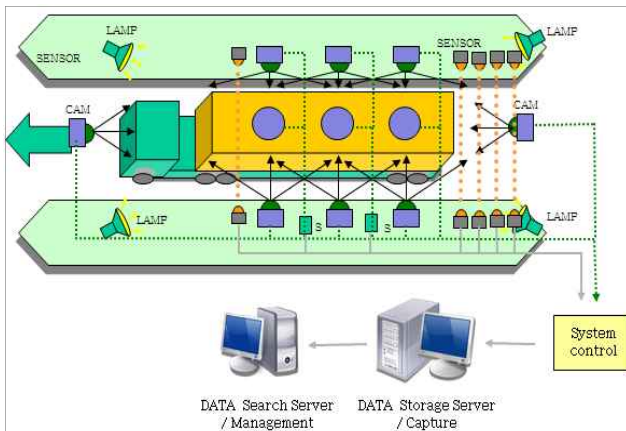 LAMP
SENSOR
SENSOR
LAMP
CAM
CAM
LAMP
S
S
LAMP
System
control
DATA Search Server
/ Management
DATA Storage Server
/ Capture